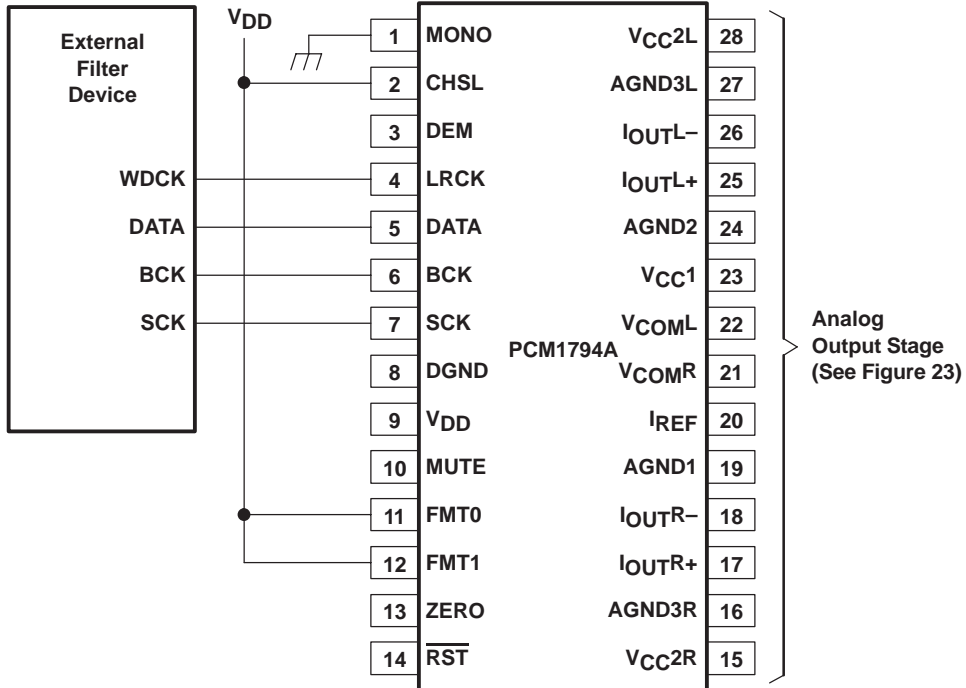 VDD
External
Filter
Device
WDCK
DATA
BCK
SCK
1 MONO
2 CHSL
3 DEM
4 LRCK
5 DATA
6 BCK
7 SCK
8 DGND
9 VDD
10 MUTE
11 FMT0
12 FMT1
13 ZERO
14 RST
PCM1794A
VCC2L 28
AGND3L 27
IOUTL– 26
IOUTL+ 25
AGND2 24
VCC1 23
VCOML 22
VCOMR 21
IREF 20
AGND1 19
IOUTR– 18
IOUTR+ 17
AGND3R 16
VCC2R 15
Analog
Output Stage
(See Figure 23)